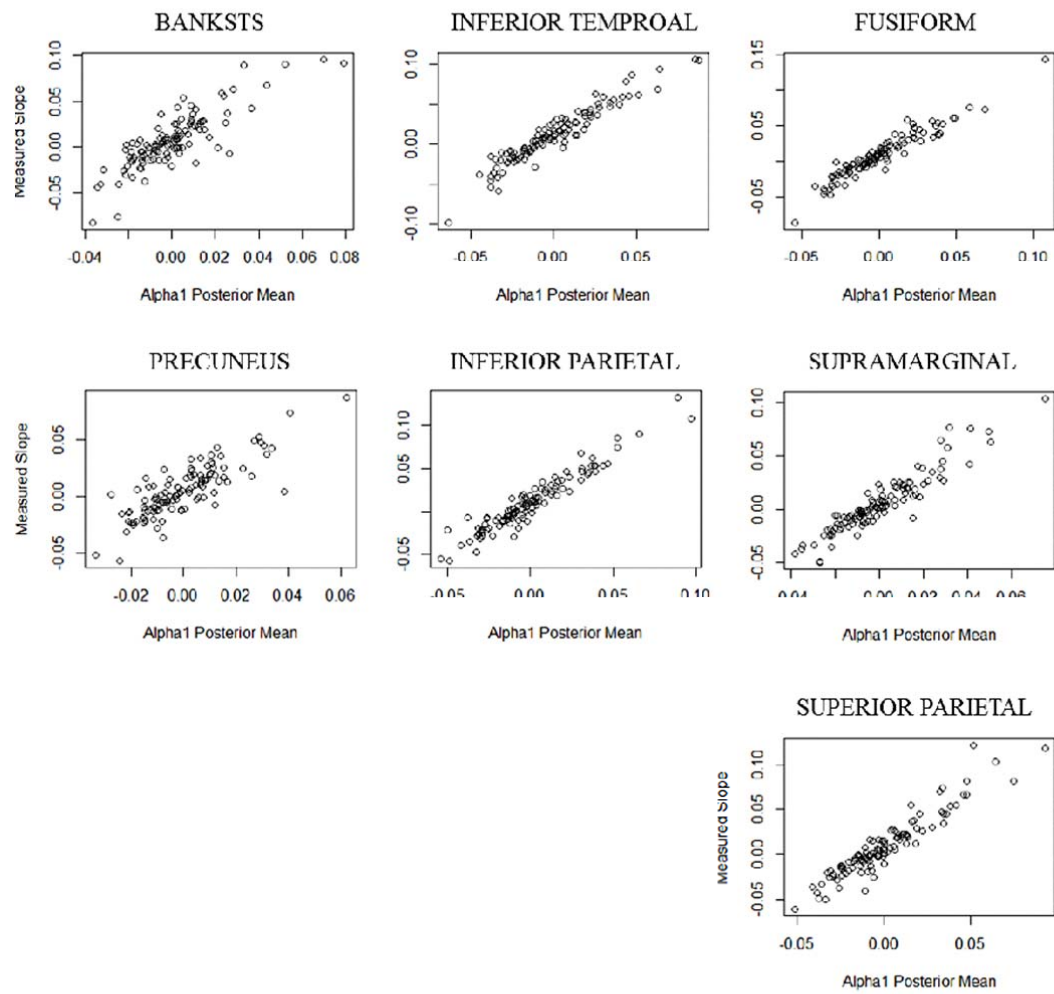 BANKSTS
INFERIOR TEMPROAL
FUSIFORM
Measured Slope
0.10
0.05
0.00
-0.05
-0.04 0.00 0.02 0.04 0.06 0.08
Alpha1 Posterior Mean
0.10
0.00
-0.10
-0.05 0.00 0.05
Alpha1 Posterior Mean
0.15
0.05
-0.05
-0.05 0.00 0.05 0.10
Alpha1 Posterior Mean
PRECUNEUS
INFERIOR PARIETAL
SUPRAMARGINAL
Measured Slope
0.05
0.00
-0.05
-0.02 0.00 0.02 0.04 0.06
Alpha1 Posterior Mean
0.10
0.05
-0.05
-0.05 0.00 0.05 0.10
Alpha1 Posterior Mean
0.10
0.05
0.00
-0.05
-0.04 0.00 0.02 0.04 0.06
Alpha1 Posterior Mean
SUPERIOR PARIETAL
Measured Slope
0.10
0.05
0.00
-0.05
-0.05 0.00 0.05
Alpha1 Posterior Mean